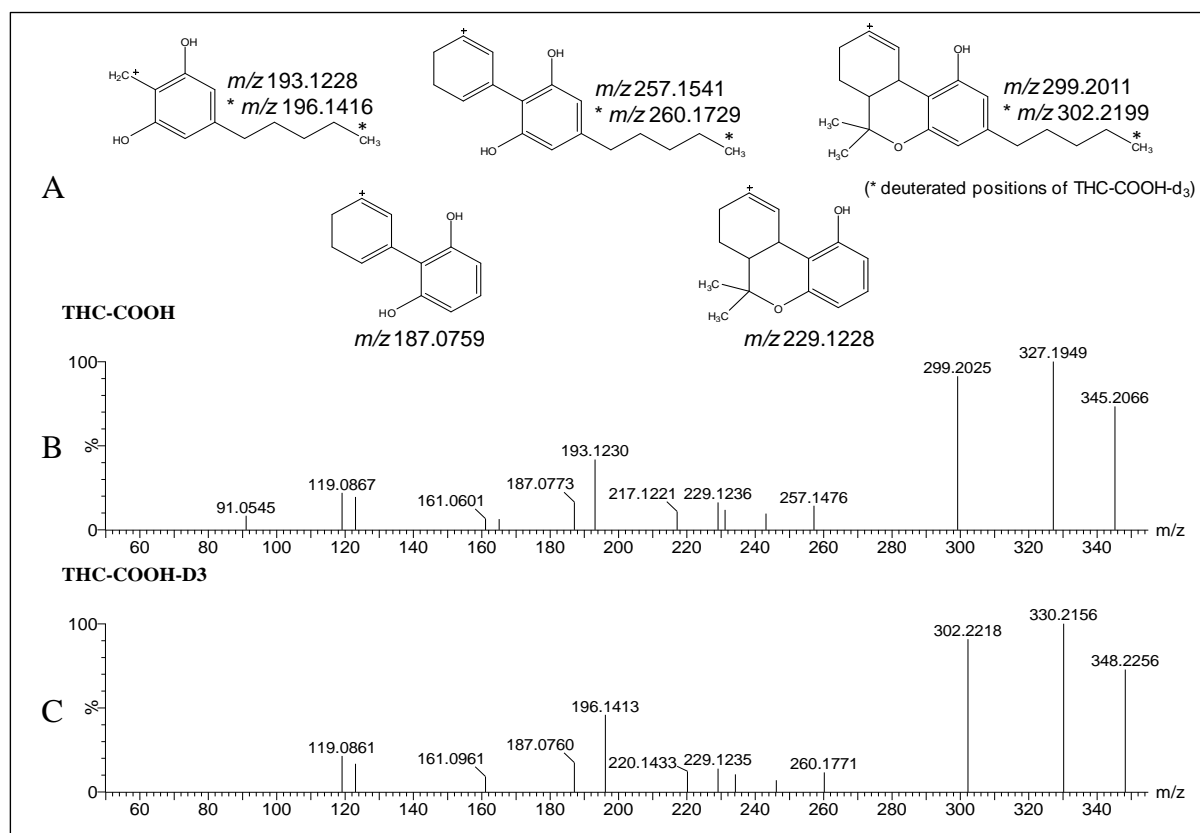 OH
H2C
+
HO
*
CH3
m/z 193.1228
* m/z 196.1416
+
OH
HO
*
CH3
m/z 257.1541
* m/z 260.1729
+
OH
H3C
H3C
O
*
CH3
m/z 299.2011
* m/z 302.2199
A
(* deuterated positions of THC-COOH-d3)
+
OH
HO
m/z 187.0759
+
OH
H3C
H3C
O
m/z 229.1228
THC-COOH
B
100
%
0
91.0545
119.0867
161.0601
187.0773
193.1230
217.1221
229.1236
257.1476
299.2025
327.1949
345.2066
60 80 100 120 140 160 180 200 220 240 260 280 300 320 340 m/z
THC-COOH-D3
C
100
%
0
119.0861
161.0961
187.0760
196.1413
220.1433
229.1235
260.1771
302.2218
330.2156
348.2256
60 80 100 120 140 160 180 200 220 240 260 280 300 320 340 m/z